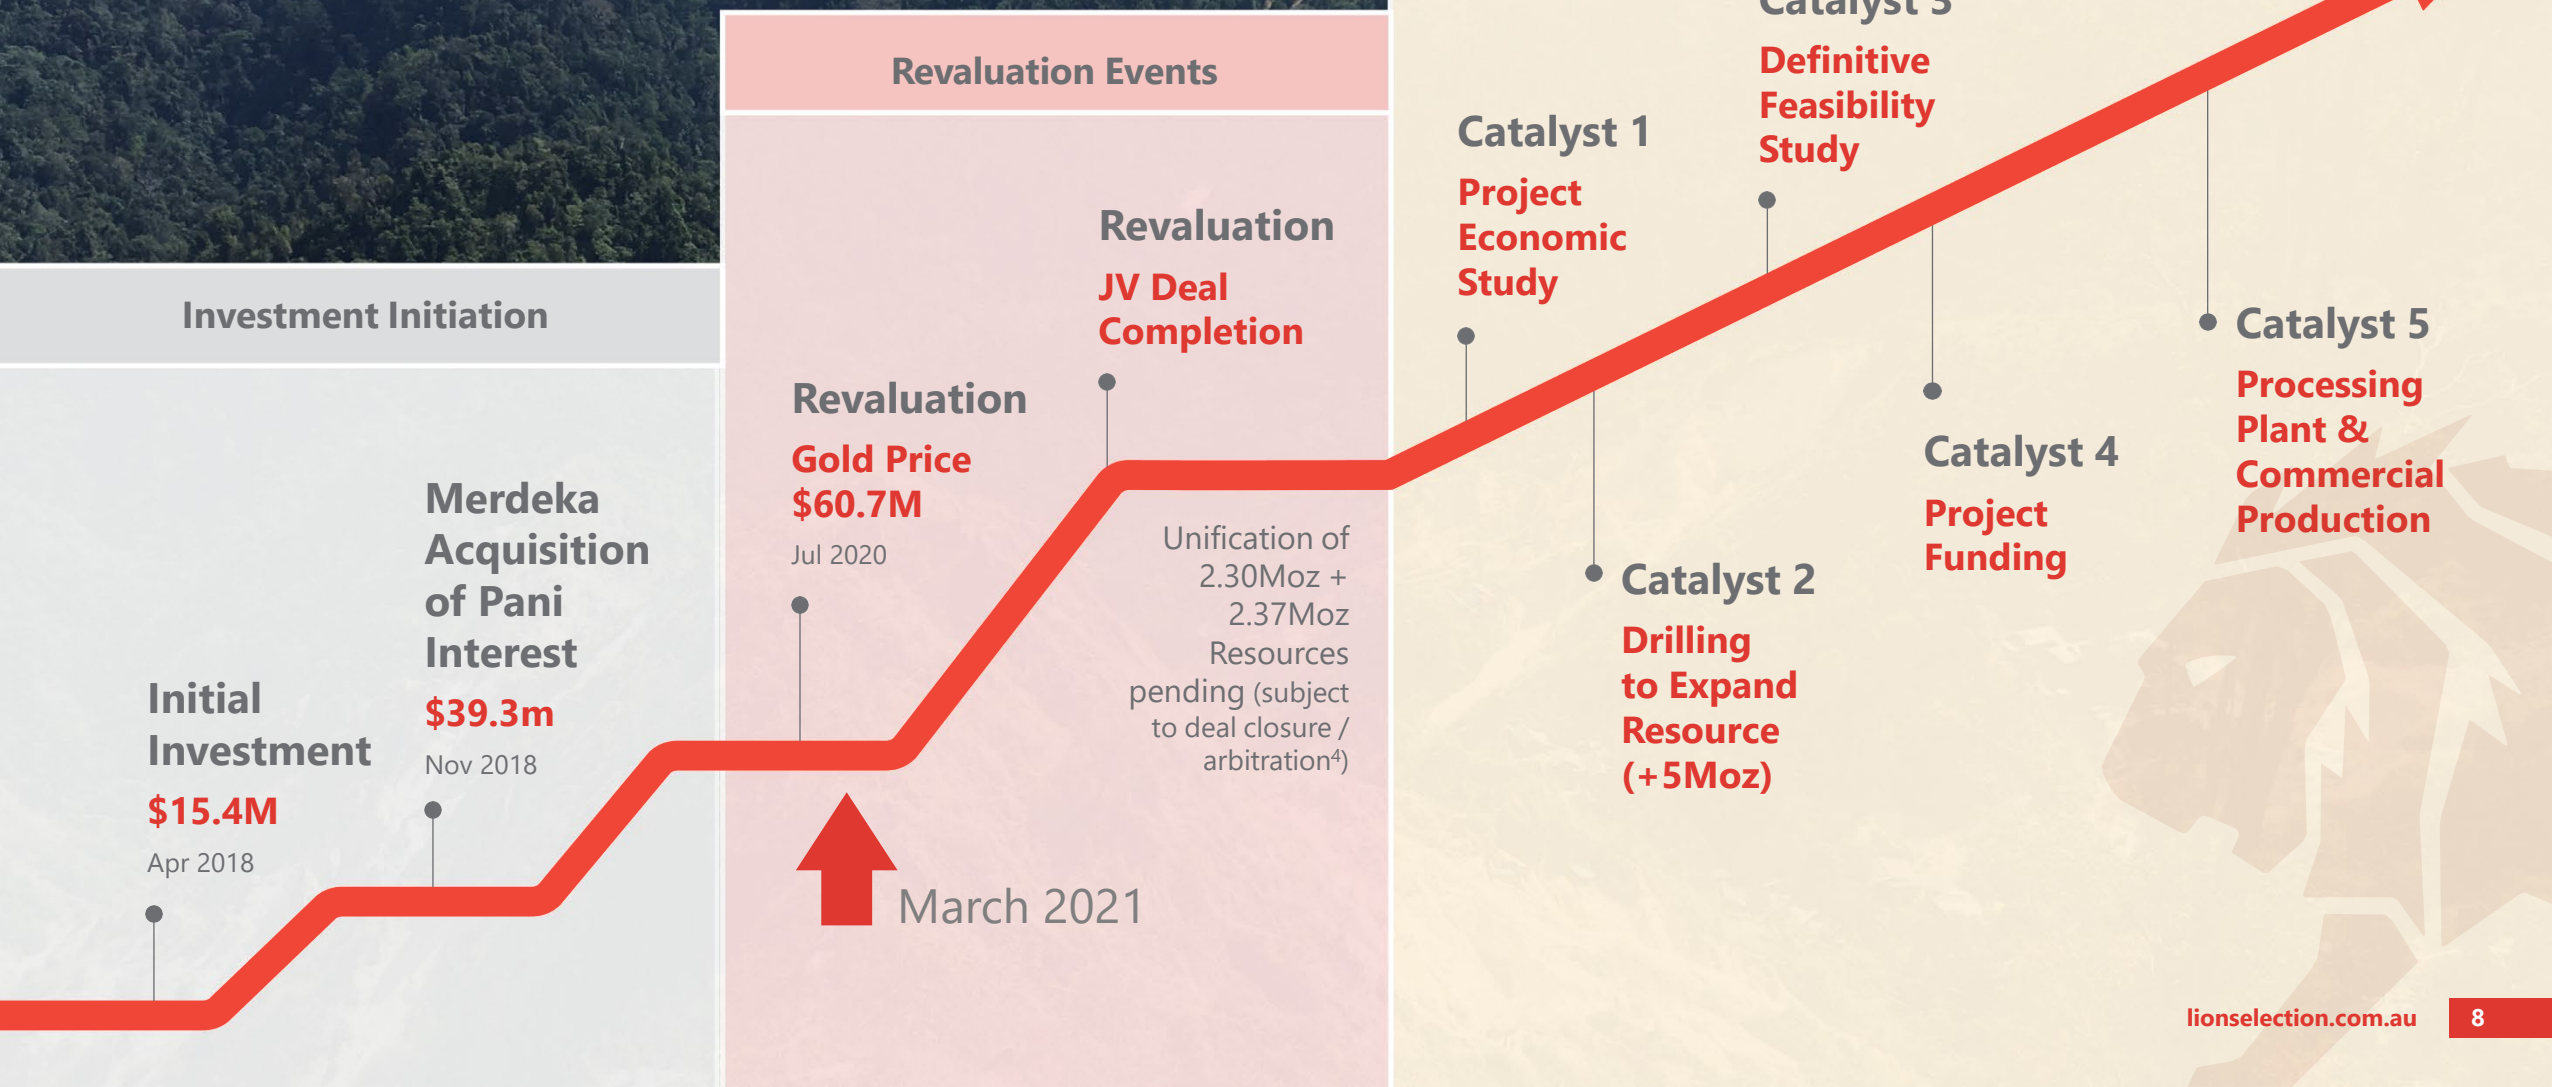 Revaluation Events
Investment Initiation
Initial
Investment
$15.4M
Apr 2018
Merdeka
Acquisition
of Pani
Interest
$39.3m
Nov 2018
Revaluation
Gold Price
$60.7M
Jul 2020
March 2021
Revaluation
JV Deal
Completion
Unification of
2.30Moz +
2.37Moz
Resources
pending (subject
to deal closure /
arbitration⁴)
Catalyst 1
Project
Economic
Study
Catalyst 2
Drilling
to Expand
Resource
(+5Moz)
Catalyst 3
Definitive
Feasibility
Study
Catalyst 4
Project
Funding
Catalyst 5
Processing
Plant &
Commercial
Production
lionselection.com.au
8